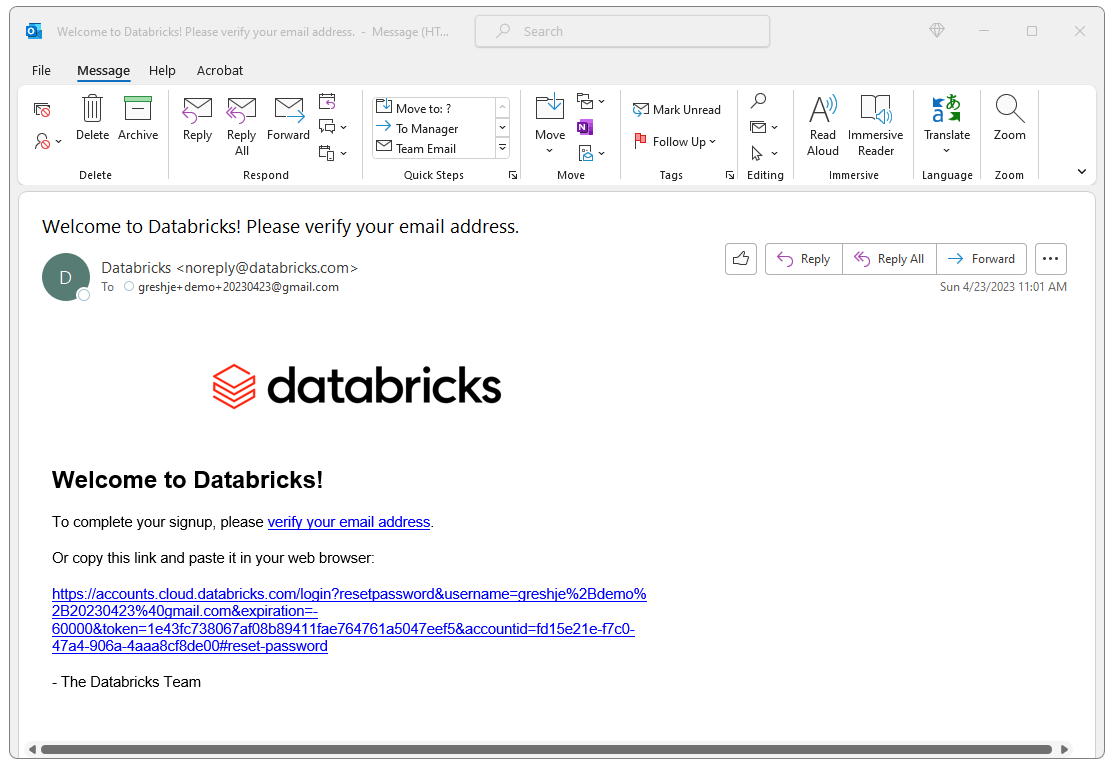 Welcome to Databricks! Please verify your email address. - Message (HT...
Search
File Message Help Acrobat
Delete
Archive
Reply
Reply All
Forward
Move to: ?
To Manager
Team Email
Move
Mark Unread
Follow Up
Read Aloud
Immersive Reader
Translate
Zoom
Delete
Respond
Quick Steps
Move
Tags
Editing
Immersive
Language
Zoom
Welcome to Databricks! Please verify your email address.
D
Databricks <noreply@databricks.com>
To greshje+demo+20230423@gmail.com
Reply
Reply All
Forward
Sun 4/23/2023 11:01 AM
databricks
Welcome to Databricks!
To complete your signup, please verify your email address.
Or copy this link and paste it in your web browser:
https://accounts.cloud.databricks.com/login?resetpassword&username=greshje%2Bdemo%
2B20230423%40gmail.com&expiration=-
60000&token=1e43fc738067af08b89411fae764761a5047eef5&accountid=fd15e21e-f7c0-
47a4-906a-4aaa8cf8de00#reset-password
- The Databricks Team